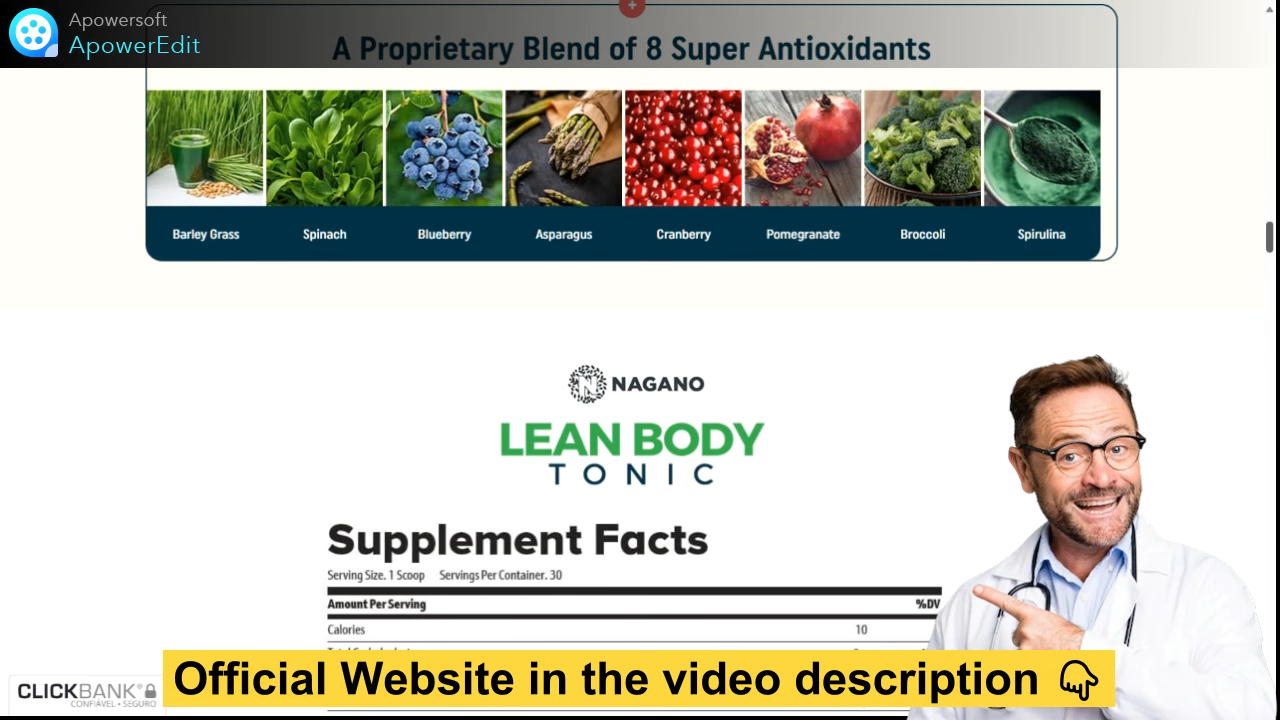 Apowersoft
ApowerEdit
A Proprietary Blend of 8 Super Antioxidants
Barley Grass Spinach Blueberry Asparagus Cranberry Pomegranate Broccoli Spirulina
NAGANO
LEAN BODY
TONIC
Supplement Facts
Serving Size. 1 Scoop Servings Per Container. 30
Amount Per Serving %DV
Calories 10
Official Website in the video description
CLICKBANK®
CONFIÁVEL • SEGURO